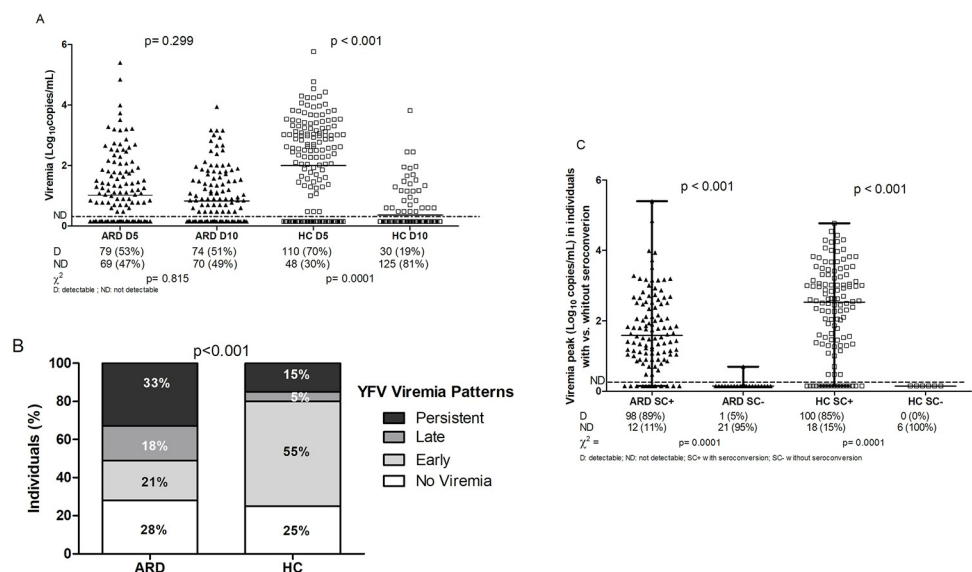 A
p= 0.299
p < 0.001
Viremia (Log10copies/mL)
6
4
2
ND
0
ARD D5
ARD D10
HC D5
HC D10
D 79 (53%) 74 (51%) 110 (70%) 30 (19%)
ND 69 (47%) 70 (49%) 48 (30%) 125 (81%)
χ2 p= 0.815 p= 0.0001
D: detectable ; ND: not detectable
B
p<0.001
Individuals (%)
100
80
60
40
20
0
33%
18%
21%
28%
15%
5%
55%
25%
ARD
HC
YFV Viremia Patterns
Persistent
Late
Early
No Viremia
C
p < 0.001
p < 0.001
Viremia peak (Log10 copies/mL) in individuals
with vs. whitout seroconversion
6
4
2
ND
0
ARD SC+
ARD SC-
HC SC+
HC SC-
D 98 (89%) 1 (5%) 100 (85%) 0 (0%)
ND 12 (11%) 21 (95%) 18 (15%) 6 (100%)
χ2 = p= 0.0001 p= 0.0001
D: detectable; ND: not detectable; SC+ with seroconversion; SC- without seroconversion